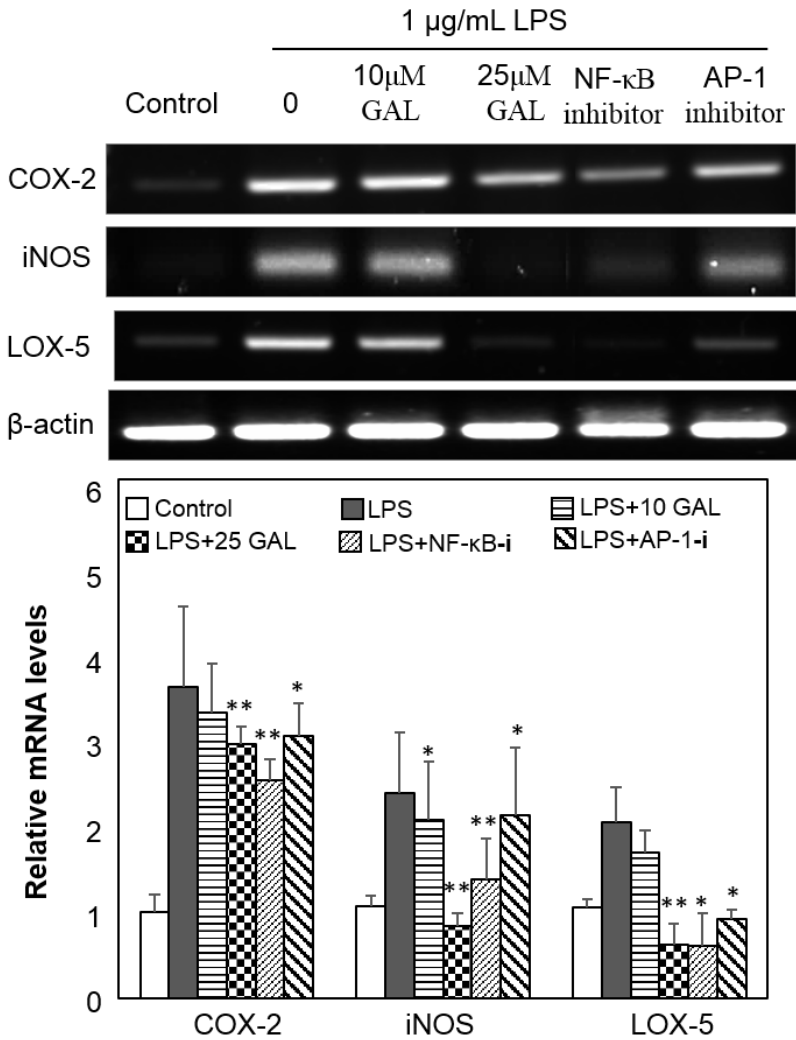 1 μg/mL LPS
Control 0 10μM GAL 25μM GAL NF-κB inhibitor AP-1 inhibitor
COX-2
iNOS
LOX-5
β-actin
6
5
4
3
2
1
0
Relative mRNA levels
Control LPS LPS+10 GAL
LPS+25 GAL LPS+NF-κB-i LPS+AP-1-i
** ** *
* ** ** *
** * *
COX-2 iNOS LOX-5